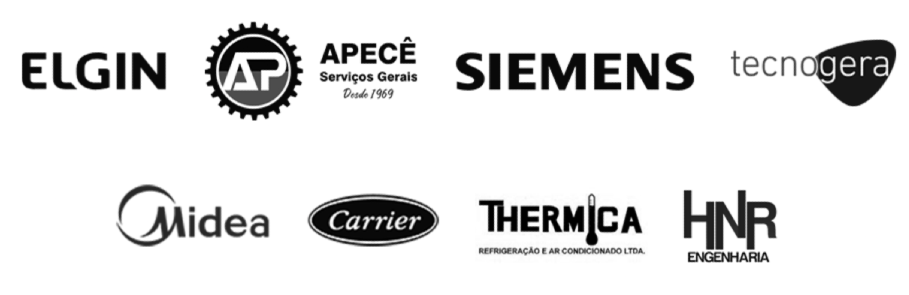 ELGIN
AP
APECÊ
Serviços Gerais
Desde 1969
SIEMENS
tecnogera
Midea
Carrier
THERMICA
REFRIGERAÇÃO E AR CONDICIONADO LTDA.
HNR
ENGENHARIA